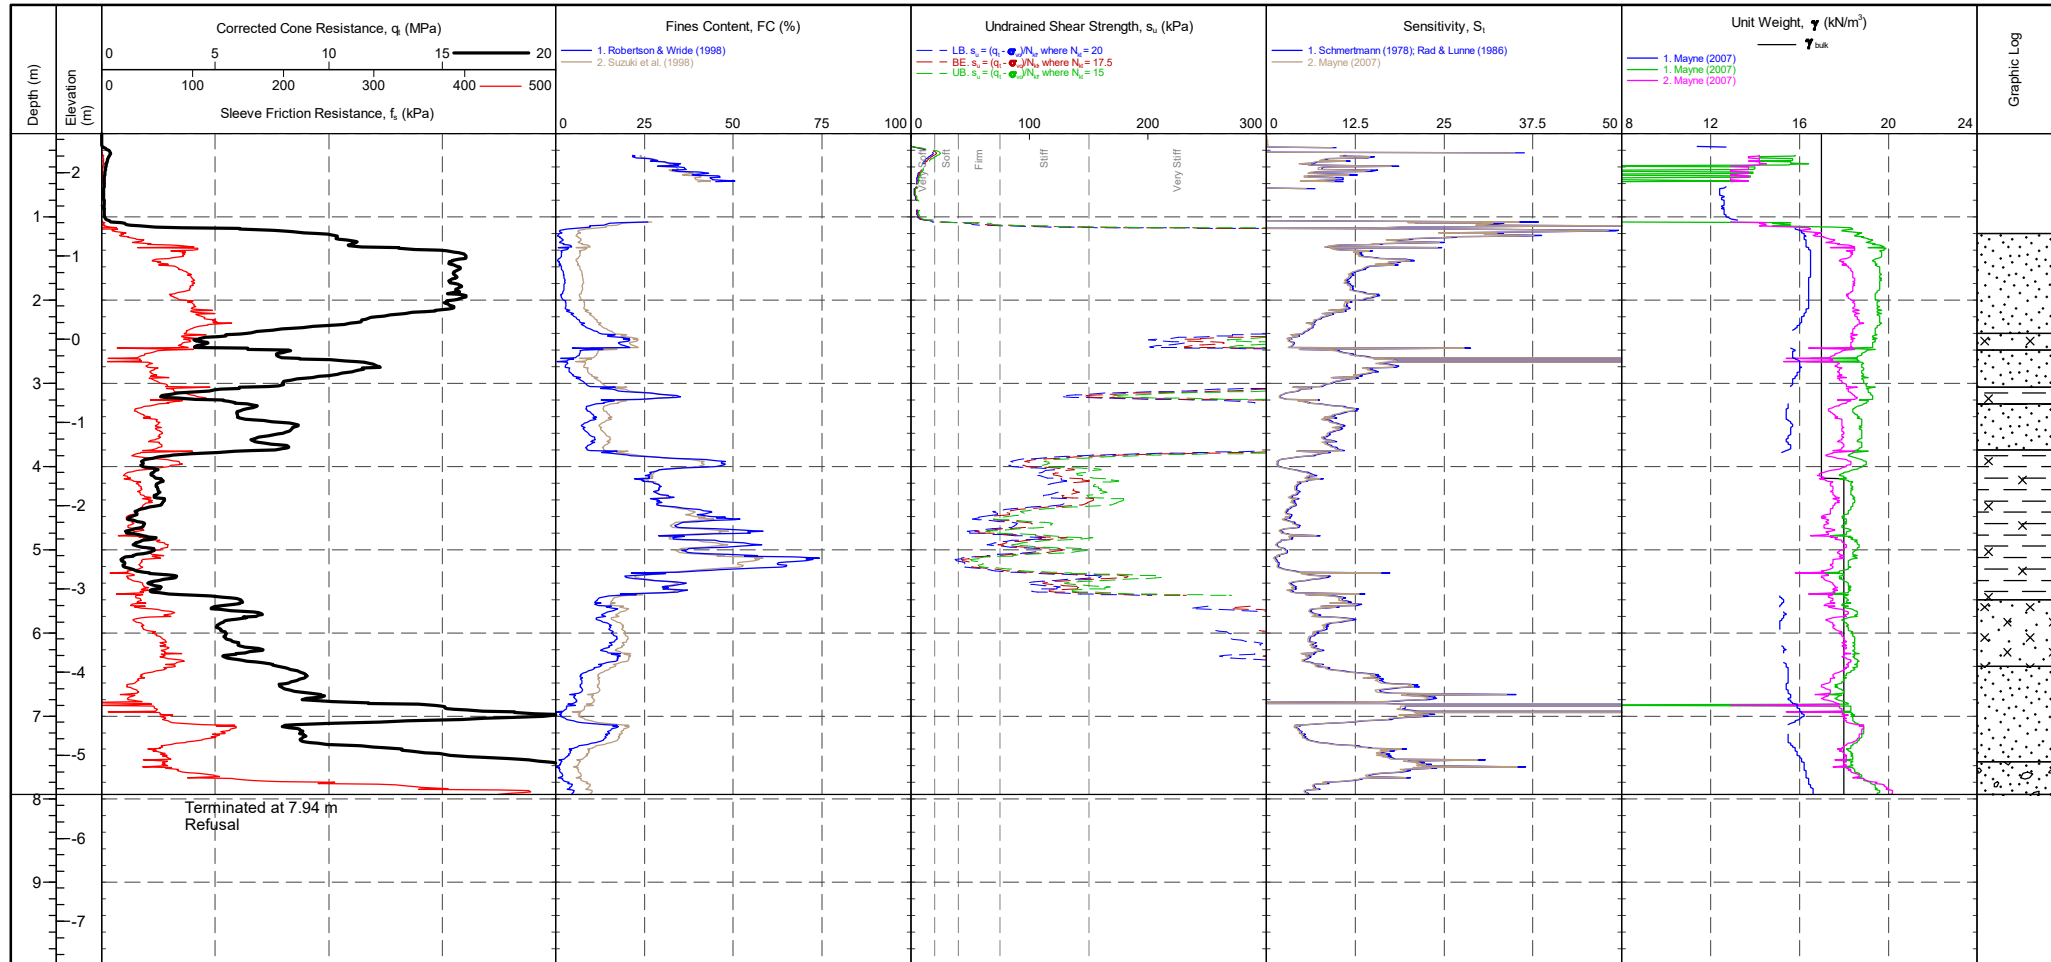 Depth (m)
Elevation (m)
Corrected Cone Resistance, qt (MPa)
0 5 10 15 20
0 100 200 300 400 500
Sleeve Friction Resistance, fs (kPa)
Fines Content, FC (%)
1. Robertson & Wride (1998)
2. Suzuki et al. (1998)
0 25 50 75 100
Undrained Shear Strength, su (kPa)
LB. su = (qt - σvo)/Nkt where Nkt = 20
BE. su = (qt - σvo)/Nkt where Nkt = 17.5
UB. su = (qt - σvo)/Nkt where Nkt = 15
0 100 200 300
Very Soft
Soft
Firm
Stiff
Very Stiff
Sensitivity, St
1. Schmertmann (1978); Rad & Lunne (1986)
2. Mayne (2007)
0 12.5 25 37.5 50
Unit Weight, γ (kN/m³)
γ bulk
1. Mayne (2007)
1. Mayne (2007)
2. Mayne (2007)
8 12 16 20 24
Graphic Log
2
1
1
2
0
3
-1
4
-2
5
-3
6
-4
7
-5
8
-6
9
-7
Terminated at 7.94 m
Refusal